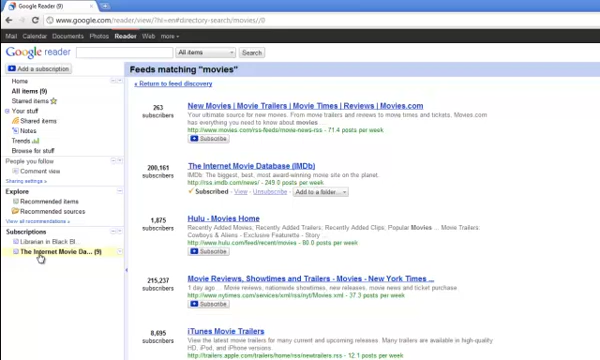 Google Reader (9)
www.google.com/reader/view/?hl=en#directory-search/movies//0
Mail Calendar Documents Photos Reader Web more
Google reader
All items
Search
Add a subscription
Home
All items (9)
Starred items
Your stuff
Shared items
Notes
Trends
Browse for stuff
People you follow
Comment view
Sharing settings »
Explore
Recommended items
Recommended sources
View all recommendations »
Subscriptions
Librarian in Black Bl
The Internet Movie Da... (9)
Feeds matching "movies"
« Return to feed discovery
263
subscribers
New Movies | Movie Trailers | Movie Times | Reviews | Movies.com
Your ultimate source for new movies. From movie trailers and reviews to movie times and tickets, Movies.com
has everything you need to know about movies
http://www.movies.com/rss-feeds/movie-news-rss - 71.4 posts per week
Subscribe
200,161
subscribers
The Internet Movie Database (IMDb)
IMDb: The biggest, best, most award-winning movie site on the planet.
http://rss.imdb.com/news/ - 249.0 posts per week
Subscribed - View - Unsubscribe - Add to a folder...
1,875
subscribers
Hulu - Movies Home
Recently Added Movies, Recently Added Trailers, Recently Added Clips, Popular Movies ... Movie Trailers:
Cowboys & Aliens - Exclusive Featurette - Story ...
http://www.hulu.com/feed/recent/movies - 80.0 posts per week
Subscribe
215,237
subscribers
Movie Reviews, Showtimes and Trailers - Movies - New York Times ...
1 day ago ... Movie reviews, nationwide showtimes, new releases, movie news and ticket purchase
http://www.nytimes.com/services/xml/rss/nyt/Movies.xml - 37.3 posts per week
Subscribe
8,695
subscribers
iTunes Movie Trailers
View the latest movie trailers for many current and upcoming releases. Many trailers are available in high-quality
HD, iPod, and iPhone versions.
http://trailers.apple.com/trailers/home/rss/newtrailers.rss - 12.1 posts per week